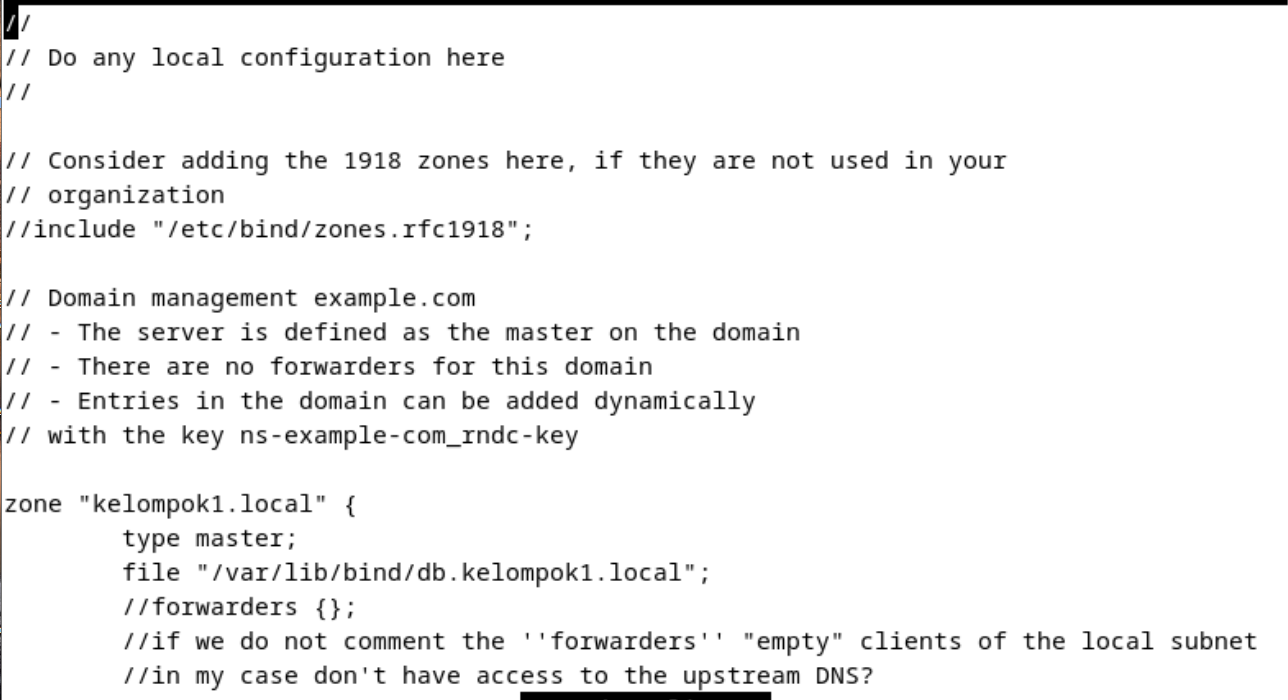 //
// Do any local configuration here
//
// Consider adding the 1918 zones here, if they are not used in your
// organization
//include "/etc/bind/zones.rfc1918";
// Domain management example.com
// - The server is defined as the master on the domain
// - There are no forwarders for this domain
// - Entries in the domain can be added dynamically
// with the key ns-example-com_rndc-key
zone "kelompok1.local" {
        type master;
        file "/var/lib/bind/db.kelompok1.local";
        //forwarders {};
        //if we do not comment the ''forwarders'' "empty" clients of the local subnet
        //in my case don't have access to the upstream DNS?